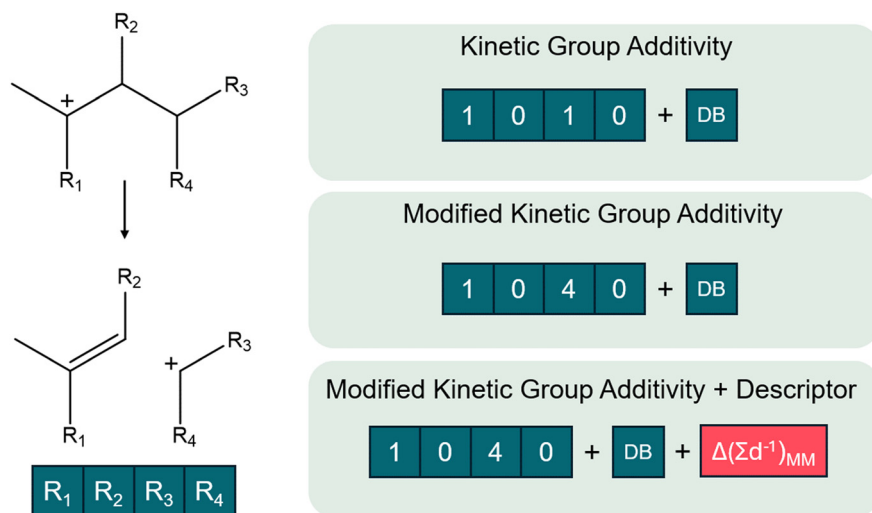 R₂
R₃
+
R₁
R₄
R₂
R₃
+
R₁
R₄
R₁ R₂ R₃ R₄
Kinetic Group Additivity
1 0 1 0 + DB
Modified Kinetic Group Additivity
1 0 4 0 + DB
Modified Kinetic Group Additivity + Descriptor
1 0 4 0 + DB + Δ(Σd⁻¹)MM